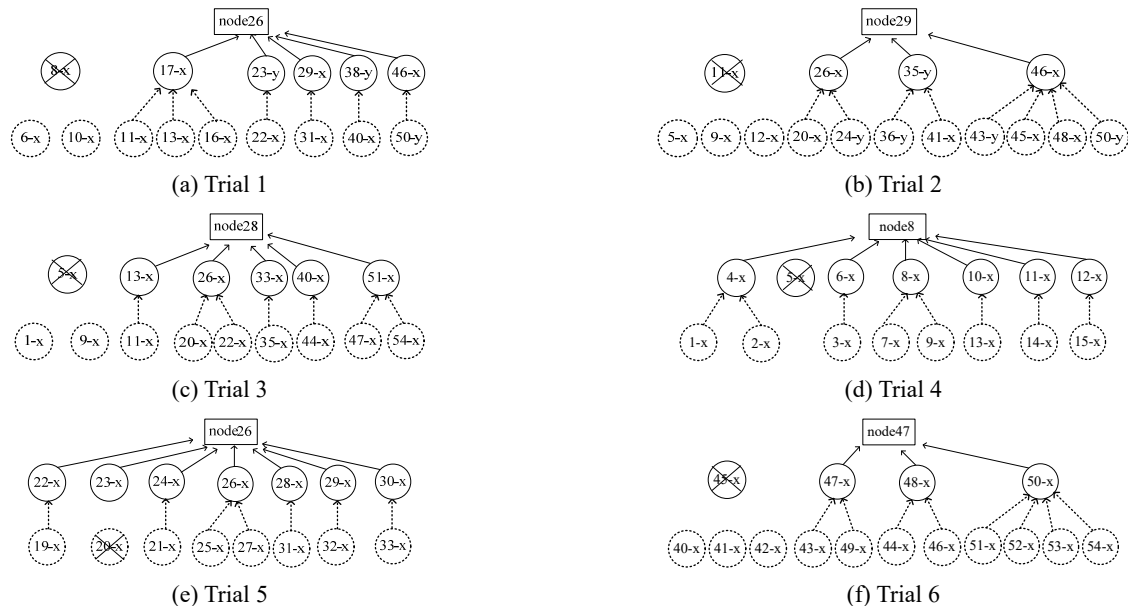 node26
8-x 17-x 23-y 29-x 38-y 46-x
6-x 10-x 11-x 13-x 16-x 22-x 31-x 40-x 50-y
(a) Trial 1
node29
11-x 26-x 35-y 46-x
5-x 9-x 12-x 20-x 24-y 36-y 41-x 43-y 45-x 48-x 50-y
(b) Trial 2
node28
5-x 13-x 26-x 33-x 40-x 51-x
1-x 9-x 11-x 20-x 22-x 35-x 44-x 47-x 54-x
(c) Trial 3
node8
4-x 5-x 6-x 8-x 10-x 11-x 12-x
1-x 2-x 3-x 7-x 9-x 13-x 14-x 15-x
(d) Trial 4
node26
22-x 23-x 24-x 26-x 28-x 29-x 30-x
19-x 20-x 21-x 25-x 27-x 31-x 32-x 33-x
(e) Trial 5
node47
45-x 47-x 48-x 50-x
40-x 41-x 42-x 43-x 49-x 44-x 46-x 51-x 52-x 53-x 54-x
(f) Trial 6